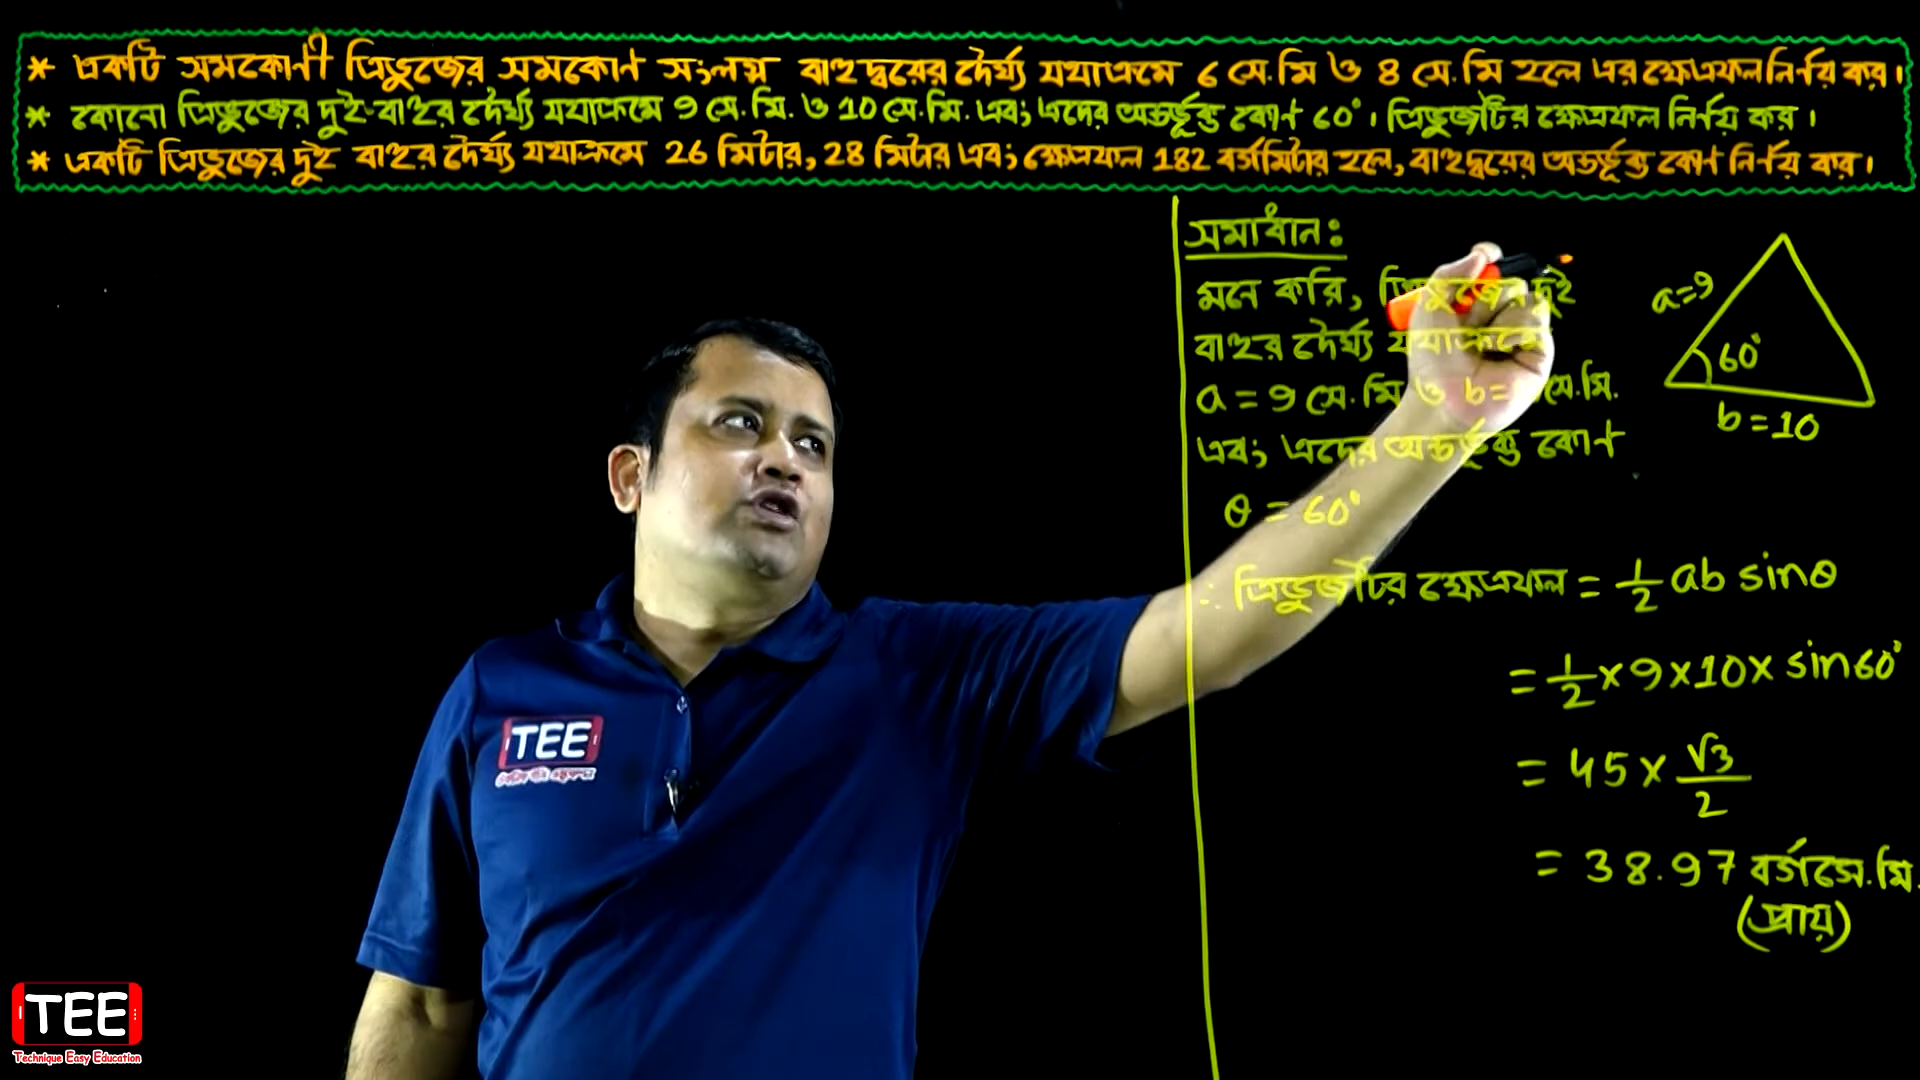 * একটি সমকোণী ত্রিভুজের সমকোণ সংলগ্ন বাহুদ্বয়ের দৈর্ঘ্য যথাক্রমে 6 সে.মি ও 8 সে.মি হলে এর ক্ষেত্রফল নির্ণয় কর।
* কোনো ত্রিভুজের দুই-বাহুর দৈর্ঘ্য যথাক্রমে 9 সে.মি. ও 10 সে.মি. এবং এদের অন্তর্ভুক্ত কোণ 60°। ত্রিভুজটির ক্ষেত্রফল নির্ণয় কর।
* একটি ত্রিভুজের দুই বাহুর দৈর্ঘ্য যথাক্রমে 26 মিটার, 28 মিটার এবং ক্ষেত্রফল 182 বর্গমিটার হলে, বাহুদ্বয়ের অন্তর্ভুক্ত কোণ নির্ণয় কর।
সমাধান:
মনে করি, ত্রিভুজের দুই
বাহুর দৈর্ঘ্য যথাক্রমে
a = 9 সে.মি ও b = সে.মি.
এবং এদের অন্তর্ভুক্ত কোণ
θ = 60°
∴ ত্রিভুজটির ক্ষেত্রফল = 1/2 ab sinθ
= 1/2 × 9 × 10 × sin60°
= 45 × √3/2
= 38.97 বর্গসে.মি.
(প্রায়)
a=9
60°
b = 10
TEE
TEE
Technique Easy Education